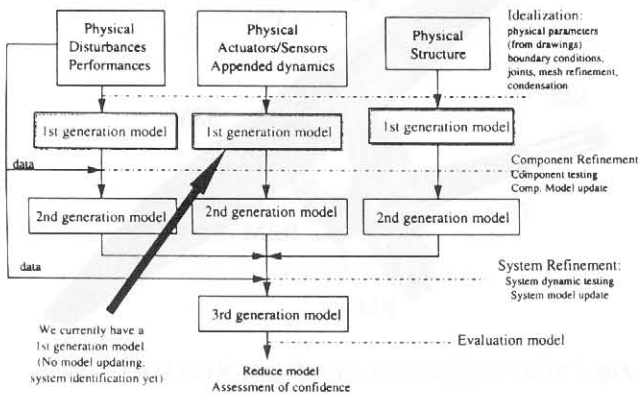 Physical
Disturbances
Performances
Physical
Actuators/Sensors
Appended dynamics
Physical
Structure
Idealization:
physical parameters
(from drawings)
boundary conditions,
joints, mesh refinement,
condensation
1st generation model
1st generation model
1st generation model
data
Component Refinement
Component testing
Comp. Model update
2nd generation model
2nd generation model
2nd generation model
data
System Refinement:
System dynamic testing
System model update
3rd generation model
We currently have a
1st generation model.
(No model updating,
system identification yet)
Evaluation model
Reduce model
Assessment of confidence